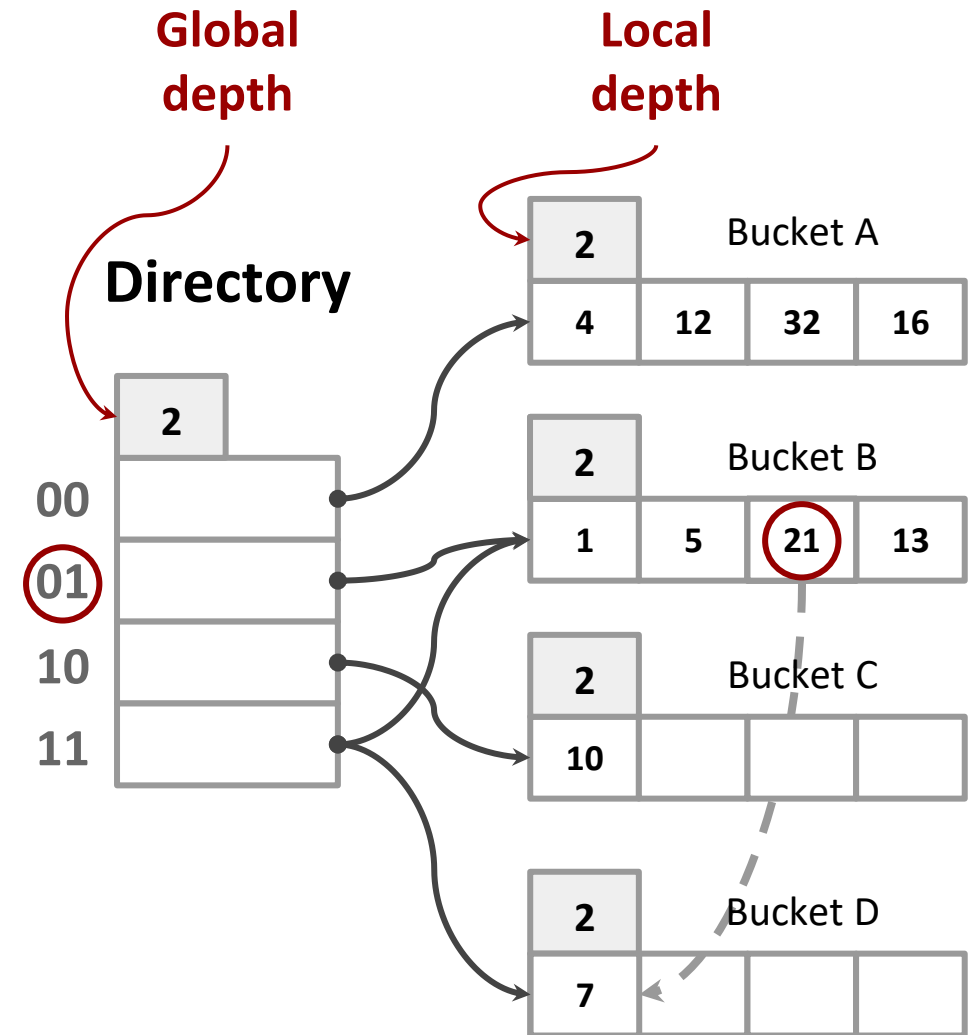 Global
depth
Local
depth
Directory
2
00
01
10
11
2
Bucket A
4 12 32 16
2
Bucket B
1 5 21 13
2
Bucket C
10
2
Bucket D
7